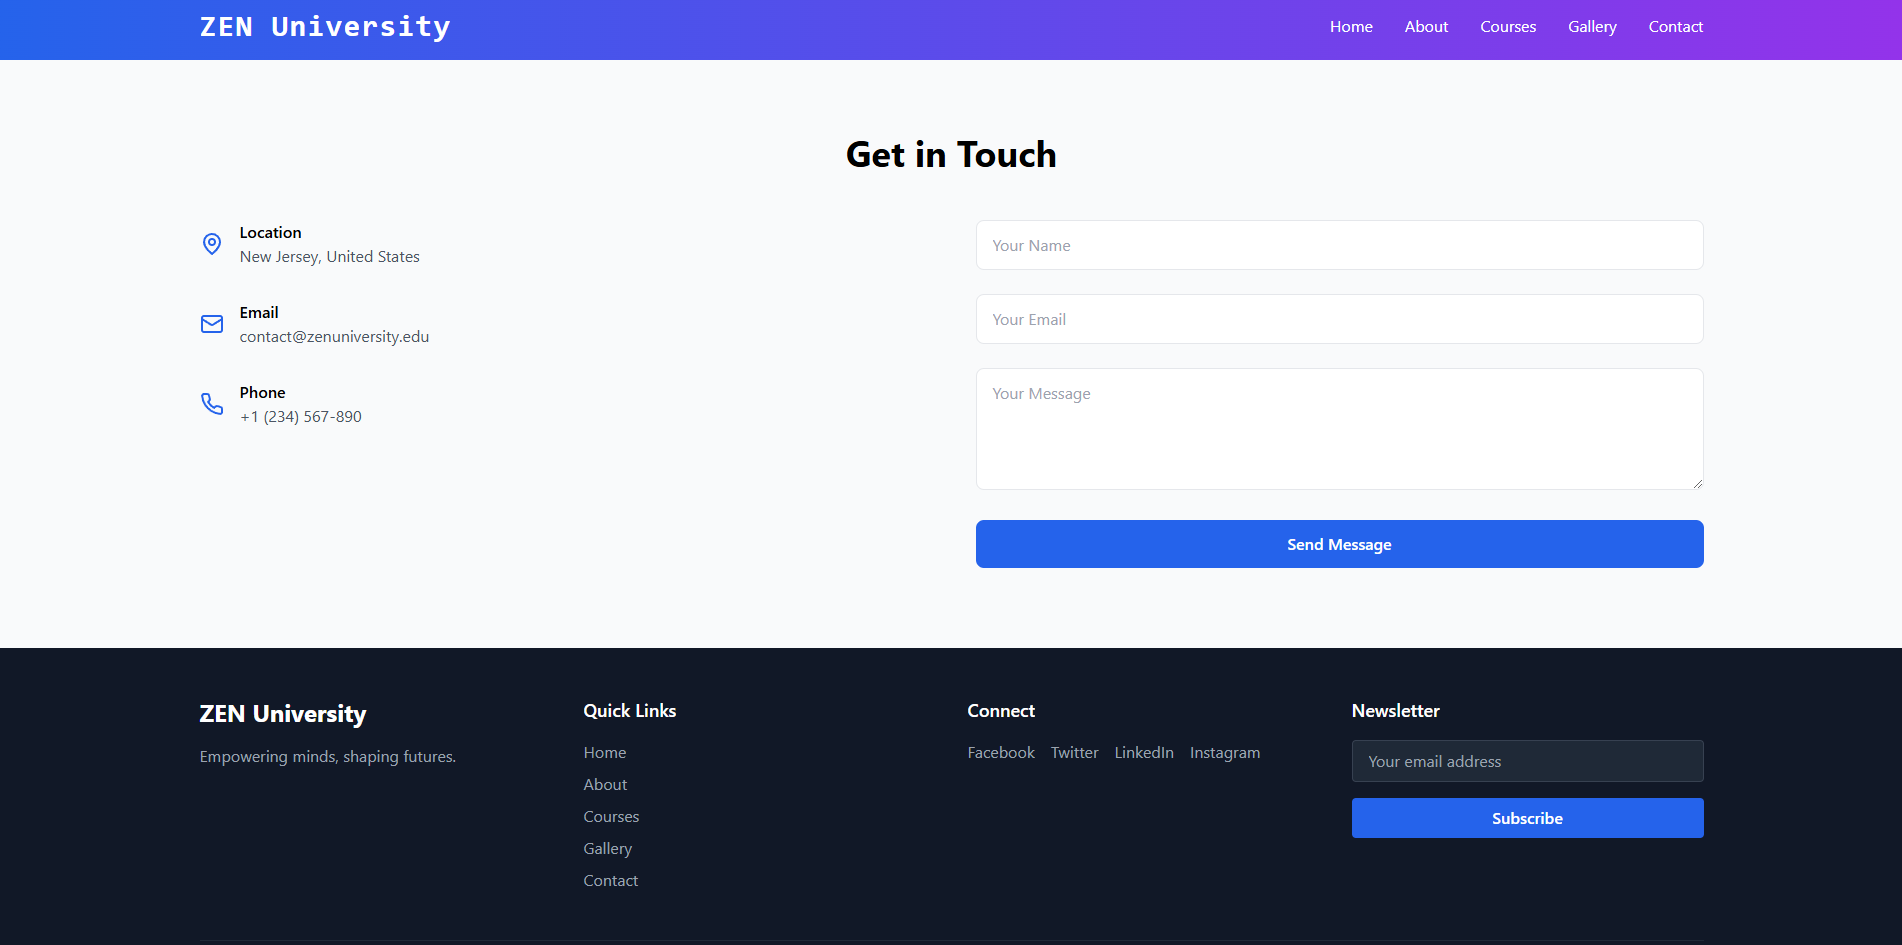 ZEN University
Home About Courses Gallery Contact
Get in Touch
Location
New Jersey, United States
Email
contact@zenuniversity.edu
Phone
+1 (234) 567-890
Your Name
Your Email
Your Message
Send Message
ZEN University
Empowering minds, shaping futures.
Quick Links
Home
About
Courses
Gallery
Contact
Connect
Facebook Twitter LinkedIn Instagram
Newsletter
Your email address
Subscribe